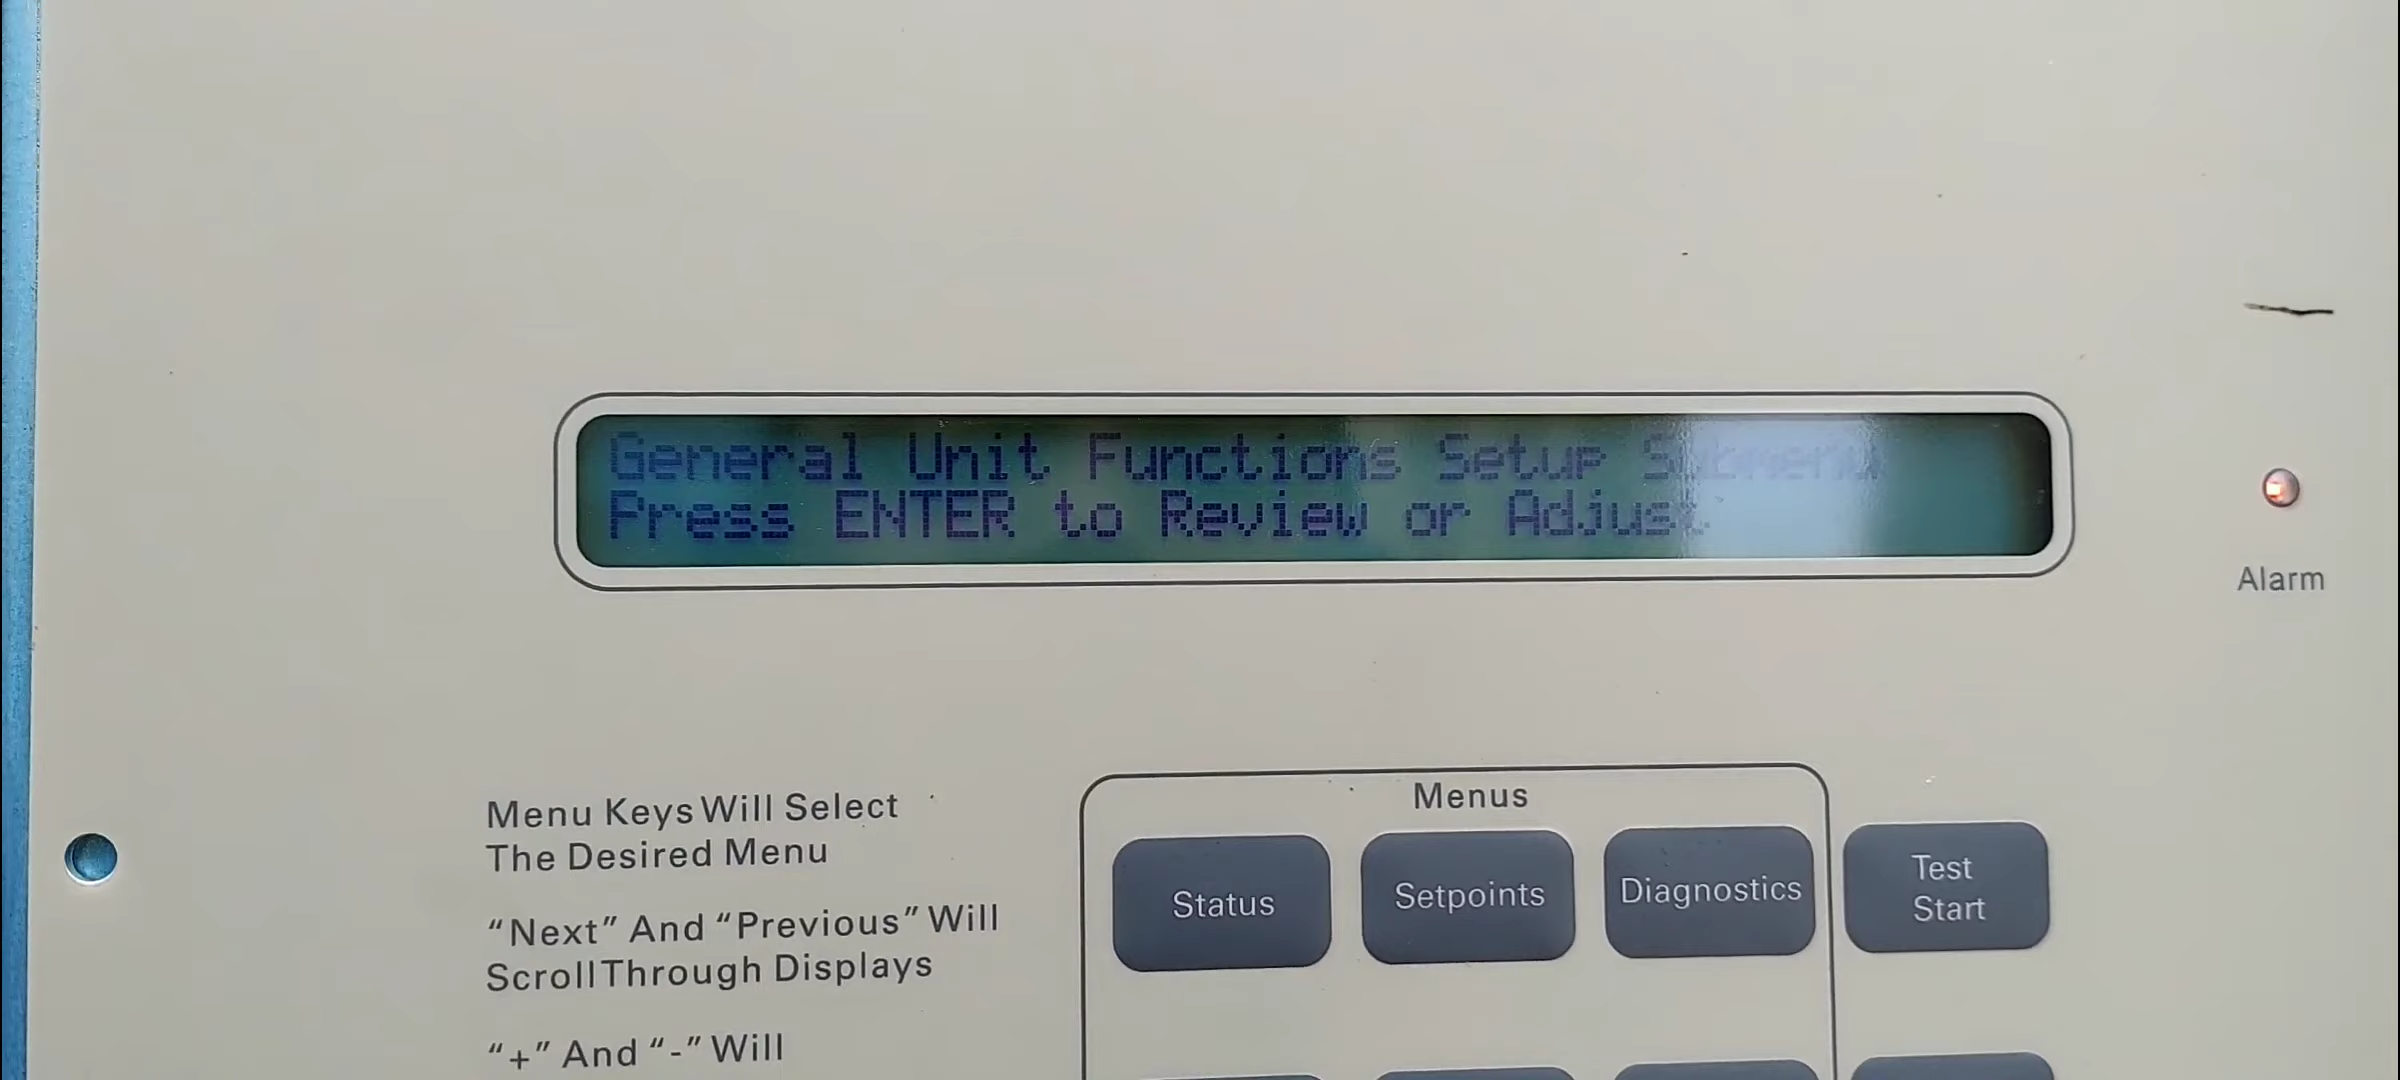 General Unit Functions Setup Submenu
Press ENTER to Review or Adjust
Alarm
Menu Keys Will Select
The Desired Menu
“Next” And “Previous” Will
Scroll Through Displays
“+” And “-” Will
Menus
Status
Setpoints
Diagnostics
Test
Start